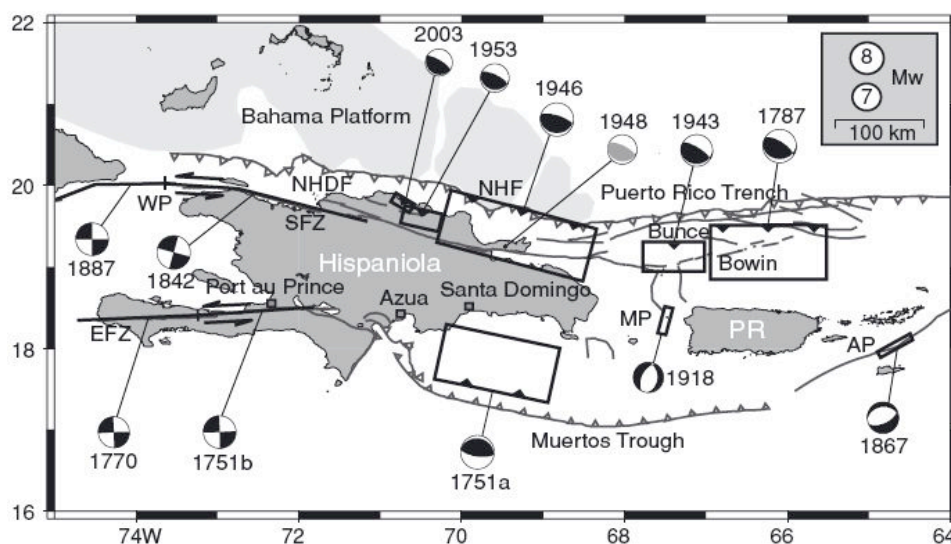 22
20
18
16
74W
72
70
68
66
64
2003
1953
1946
1948
1943
1787
8
Mw
7
100 km
Bahama Platform
NHDF
NHF
Puerto Rico Trench
WP
SFZ
Bunce
Bowin
1887
1842
Hispaniola
Port au Prince
Azua
Santa Domingo
EFZ
MP
PR
AP
1918
1867
Muertos Trough
1770
1751b
1751a